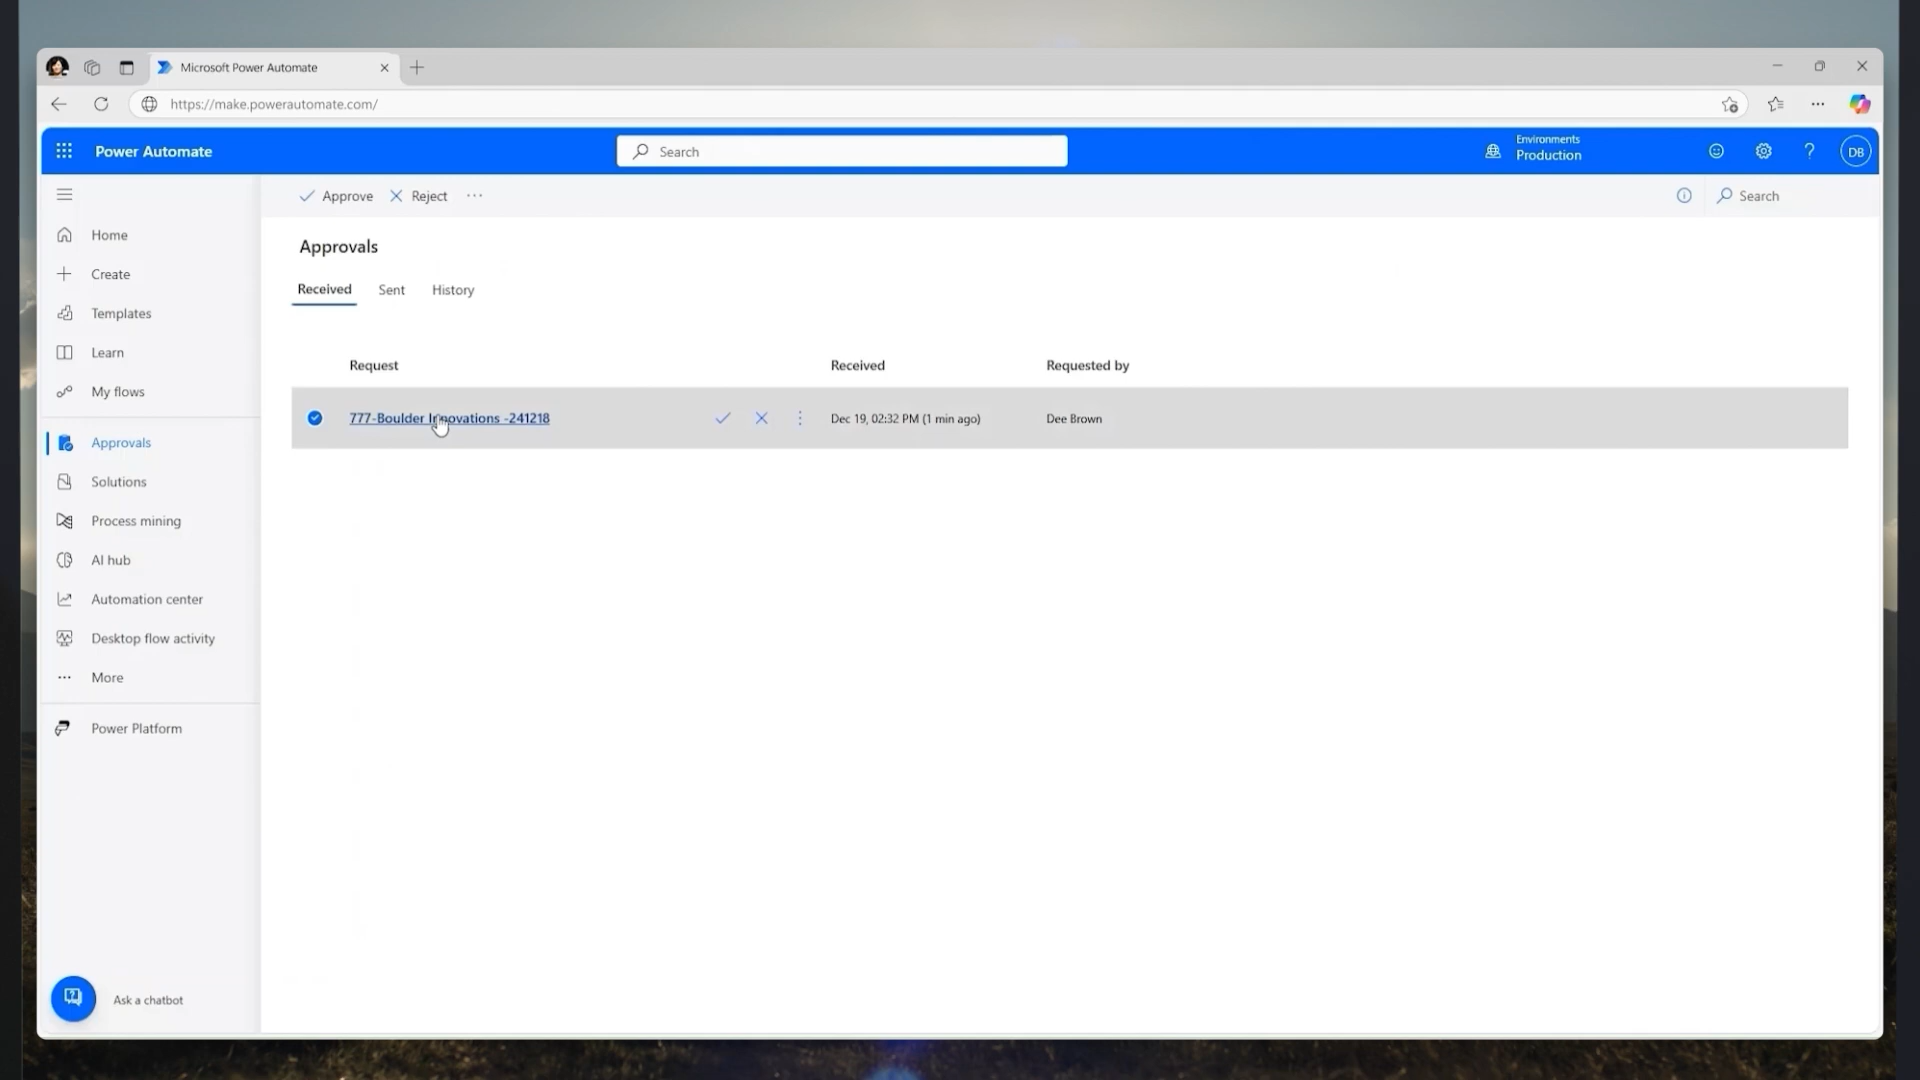 Microsoft Power Automate
https://make.powerautomate.com/
Power Automate
Search
Environments
Production
DB
Approve
Reject
Search
Home
Create
Templates
Learn
My flows
Approvals
Solutions
Process mining
AI hub
Automation center
Desktop flow activity
More
Power Platform
Ask a chatbot
Approvals
Received Sent History
Request Received Requested by
777-Boulder Innovations -241218 Dec 19, 02:32 PM (1 min ago) Dee Brown